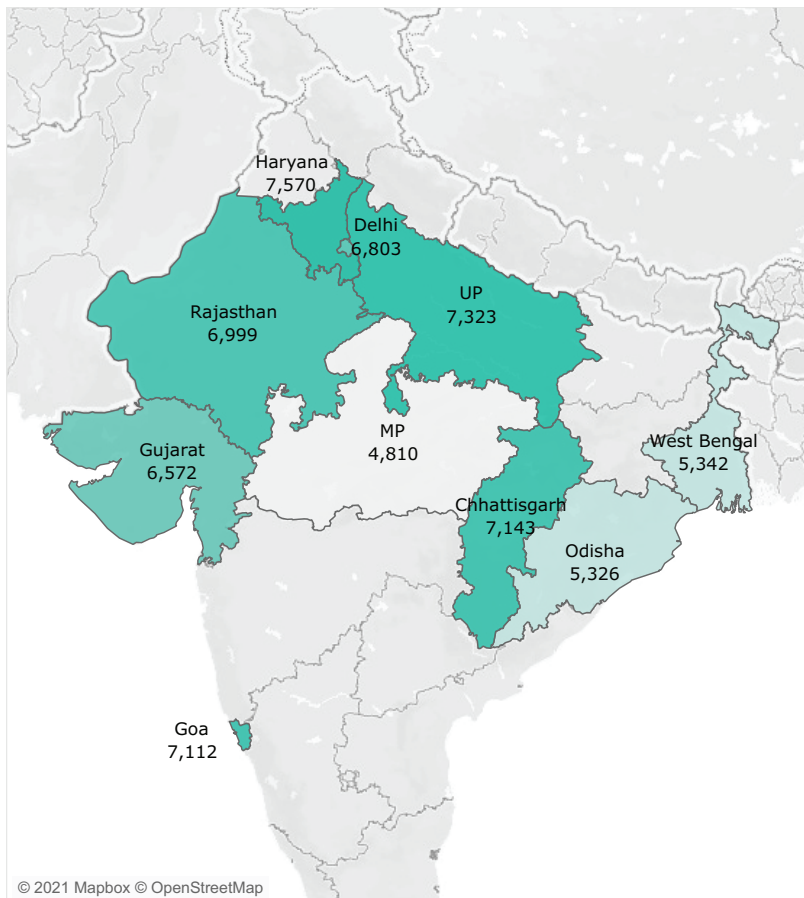 Haryana
7,570
Delhi
6,803
UP
7,323
Rajasthan
6,999
MP
4,810
Gujarat
6,572
West Bengal
5,342
Chhattisgarh
7,143
Odisha
5,326
Goa
7,112
© 2021 Mapbox © OpenStreetMap